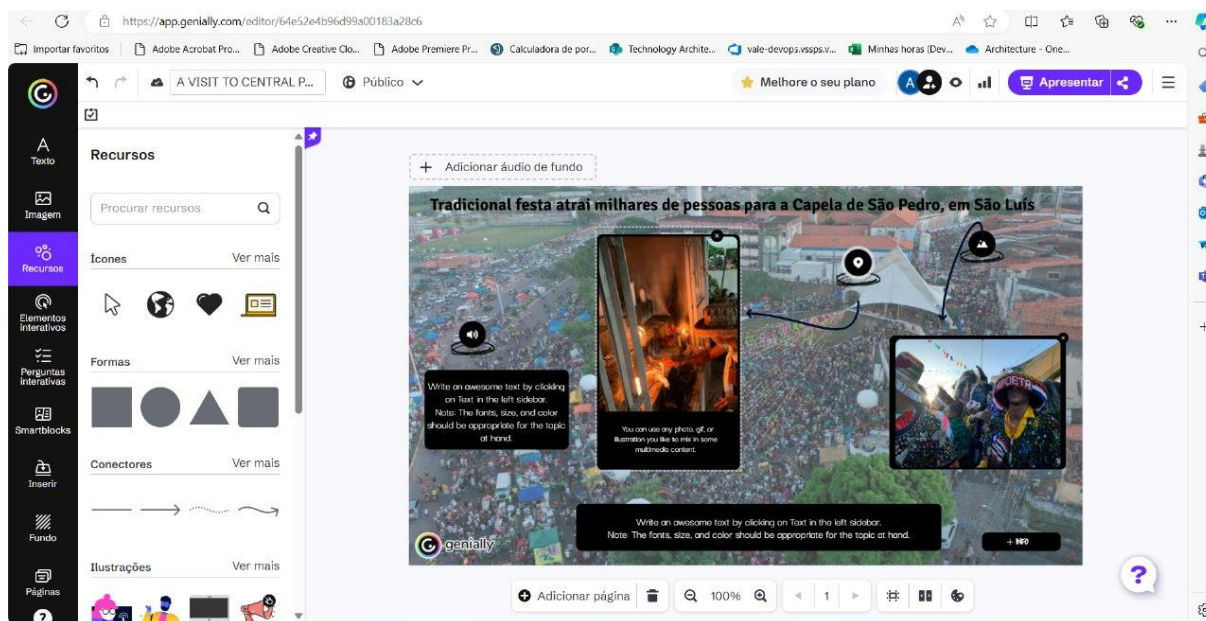 https://app.genially.com/editor/64e52e4b96d99a00183a28c6
Importar favoritos
Adobe Acrobat Pro...
Adobe Creative Clo...
Adobe Premiere Pr...
Calculadora de por...
Technology Archite...
vale-devops.vssps.v...
Minhas horas (Dev...
Architecture - One...
A VISIT TO CENTRAL P...
Público
Melhore o seu plano
A
Apresentar
Texto
Imagem
Recursos
Elementos
interativos
Perguntas
interativas
Smartblocks
Inserir
Fundo
Páginas
Recursos
Procurar recursos
Ícones
Ver mais
Formas
Ver mais
Conectores
Ver mais
Ilustrações
Ver mais
+ Adicionar áudio de fundo
Tradicional festa atrai milhares de pessoas para a Capela de São Pedro, em São Luís
Write an awesome text by clicking
on Text in the left sidebar.
Note: The fonts, size, and color
should be appropriate for the topic
at hand.
You can use any photo, gif, or
illustration you like to mix in some
multimedia content.
Write an awesome text by clicking on Text in the left sidebar.
Note: The fonts, size, and color should be appropriate for the topic at hand.
genially
+ INFO
Adicionar página
100%
1
?